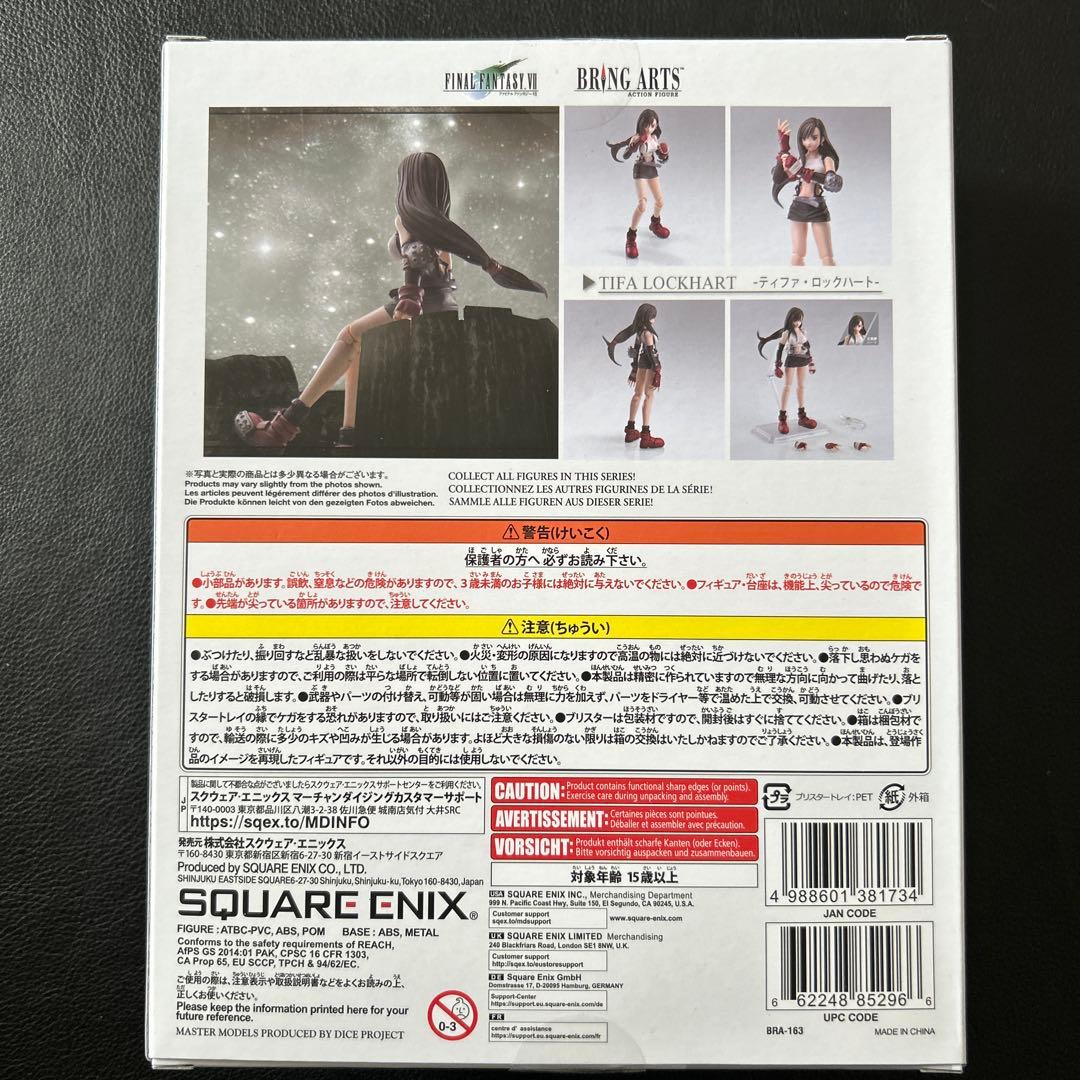 FINAL FANTASY VII
ファイナルファンタジーVII
BRING ARTS™
ACTION FIGURE
▶TIFA LOCKHART -ティファ・ロックハート-
※写真と実際の商品とは多少異なる場合がございます。
Products may vary slightly from the photos shown.
Les articles peuvent légérement différer des photos d'illustration.
Die Produkte können leicht von den gezeigten Fotos abweichen.
COLLECT ALL FIGURES IN THIS SERIES!
COLLECTIONNEZ LES AUTRES FIGURINES DE LA SÉRIE!
SAMMLE ALLE FIGUREN AUS DIESER SERIE!
⚠警告(けいこく)
保護者の方へ 必ずお読み下さい。
●小部品があります。誤飲、窒息などの危険がありますので、3歳未満のお子様には絶対に与えないでください。●フィギュア・台座は、機能上、尖っているので危険で
す。●先端が尖っている箇所がありますので、注意してください。
⚠注意(ちゅうい)
●ぶつけたり、振り回すなど乱暴な扱いをしないでください。●火災・変形の原因になりますので高温の物には絶対に近づけないでください。●落下し思わぬケガを
する場合がありますので、ご利用の際は平らな場所で転倒しない位置に置いてください。●本製品は精密に作られていますので無理な方向に向かって曲げたり、落と
したりすると破損します。●武器やパーツの付け替え、可動等が固い場合は無理に力を加えず、パーツをドライヤー等で温めた上で交換、可動させてください。●ブリ
スタートレイの縁でケガをする恐れがありますので、取り扱いにはご注意ください。●ブリスターは包装材ですので、開封後はすぐに捨ててください。●箱は梱包材で
すので、輸送の際に多少のキズや凹みが生じる場合があります。よほど大きな損傷のない限りは箱の交換はいたしかねますのでご了承ください。●本製品は、登場作
品のイメージを再現したフィギュアです。それ以外の目的には使用しないでください。
JP
製品に関して不都合な点がございましたらスクウェア・エニックス サポートセンターをご利用ください。
スクウェア・エニックス マーチャンダイジングカスタマーサポート
〒140-0003 東京都品川区八潮3-2-38 佐川急便 城南店気付 大井SRC
https://sqex.to/MDINFO
発売元 株式会社スクウェア・エニックス
〒160-8430 東京都新宿区新宿6-27-30 新宿イーストサイドスクエア
Produced by SQUARE ENIX CO., LTD.
SHINJUKU EASTSIDE SQUARE6-27-30 Shinjuku, Shinjuku-ku, Tokyo 160-8430, Japan
SQUARE ENIX®
FIGURE : ATBC-PVC, ABS, POM BASE : ABS, METAL
Conforms to the safety requirements of REACH,
AfPS GS 2014:01 PAK, CPSC 16 CFR 1303,
CA Prop 65, EU SCCP, TPCH & 94/62/EC.
ご使用の際は、注意表示や取扱説明書などをよくお読みの上、
正しくお使いください。
Please keep the information printed here for your
future reference.
MASTER MODELS PRODUCED BY DICE PROJECT
0-3
CAUTION: Product contains functional sharp edges (or points).
Exercise care during unpacking and assembly.
AVERTISSEMENT: Certaines pièces sont pointues.
Déballer et assembler avec précaution.
VORSICHT: Produkt enthält scharfe Kanten (oder Ecken).
Bitte vorsichtig auspacken und zusammenbauen.
対象年齢 15歳以上
USA SQUARE ENIX INC., Merchandising Department
999 N. Pacific Coast Hwy, Suite 150, El Segundo, CA 90245, U.S.A.
Customer support
sqex.to/mdsupport
www.square-enix.com
UK SQUARE ENIX LIMITED Merchandising
240 Blackfriars Road, London SE1 8NW, U.K.
Customer support
http://sqex.to/eustoresupport
DE Square Enix GmbH
Domstrasse 17, D-20095 Hamburg, GERMANY
Support-Center
https://support.eu.square-enix.com/de
FR
centre d' assistance
https://support.eu.square-enix.com/fr
プラ ブリスタートレイ:PET 紙 外箱
4 988601 381734
JAN CODE
6 62248 85296 6
UPC CODE
BRA-163
MADE IN CHINA